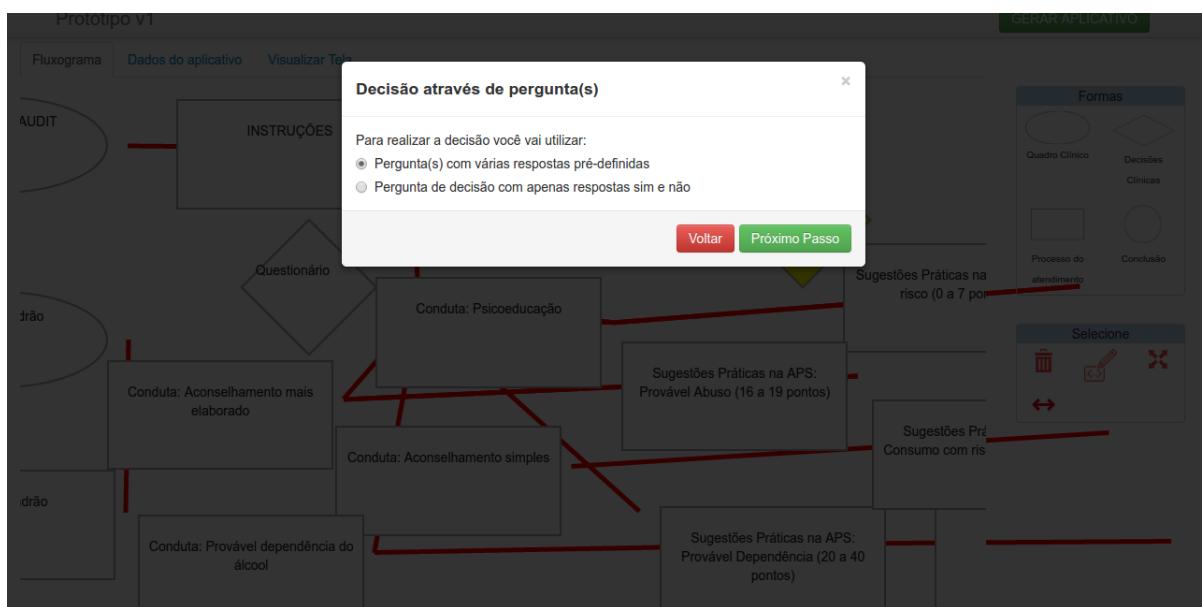 Protótipo v1
GERAR APLICATIVO
Fluxograma
Dados do aplicativo
Visualizar Tela
Decisão através de pergunta(s)
×
Para realizar a decisão você vai utilizar:
Pergunta(s) com várias respostas pré-definidas
Pergunta de decisão com apenas respostas sim e não
Voltar
Próximo Passo
AUDIT
INSTRUÇÕES
Questionário
Conduta: Psicoeducação
Sugestões Práticas na
risco (0 a 7 por
drão
Conduta: Aconselhamento mais
elaborado
Sugestões Práticas na APS:
Provável Abuso (16 a 19 pontos)
Conduta: Aconselhamento simples
Sugestões Prá
Consumo com ris
drão
Conduta: Provável dependência do
álcool
Sugestões Práticas na APS:
Provável Dependência (20 a 40
pontos)
Formas
Quadro Clínico
Decisões
Clínicas
Processo do
atendimento
Conclusão
Selecione